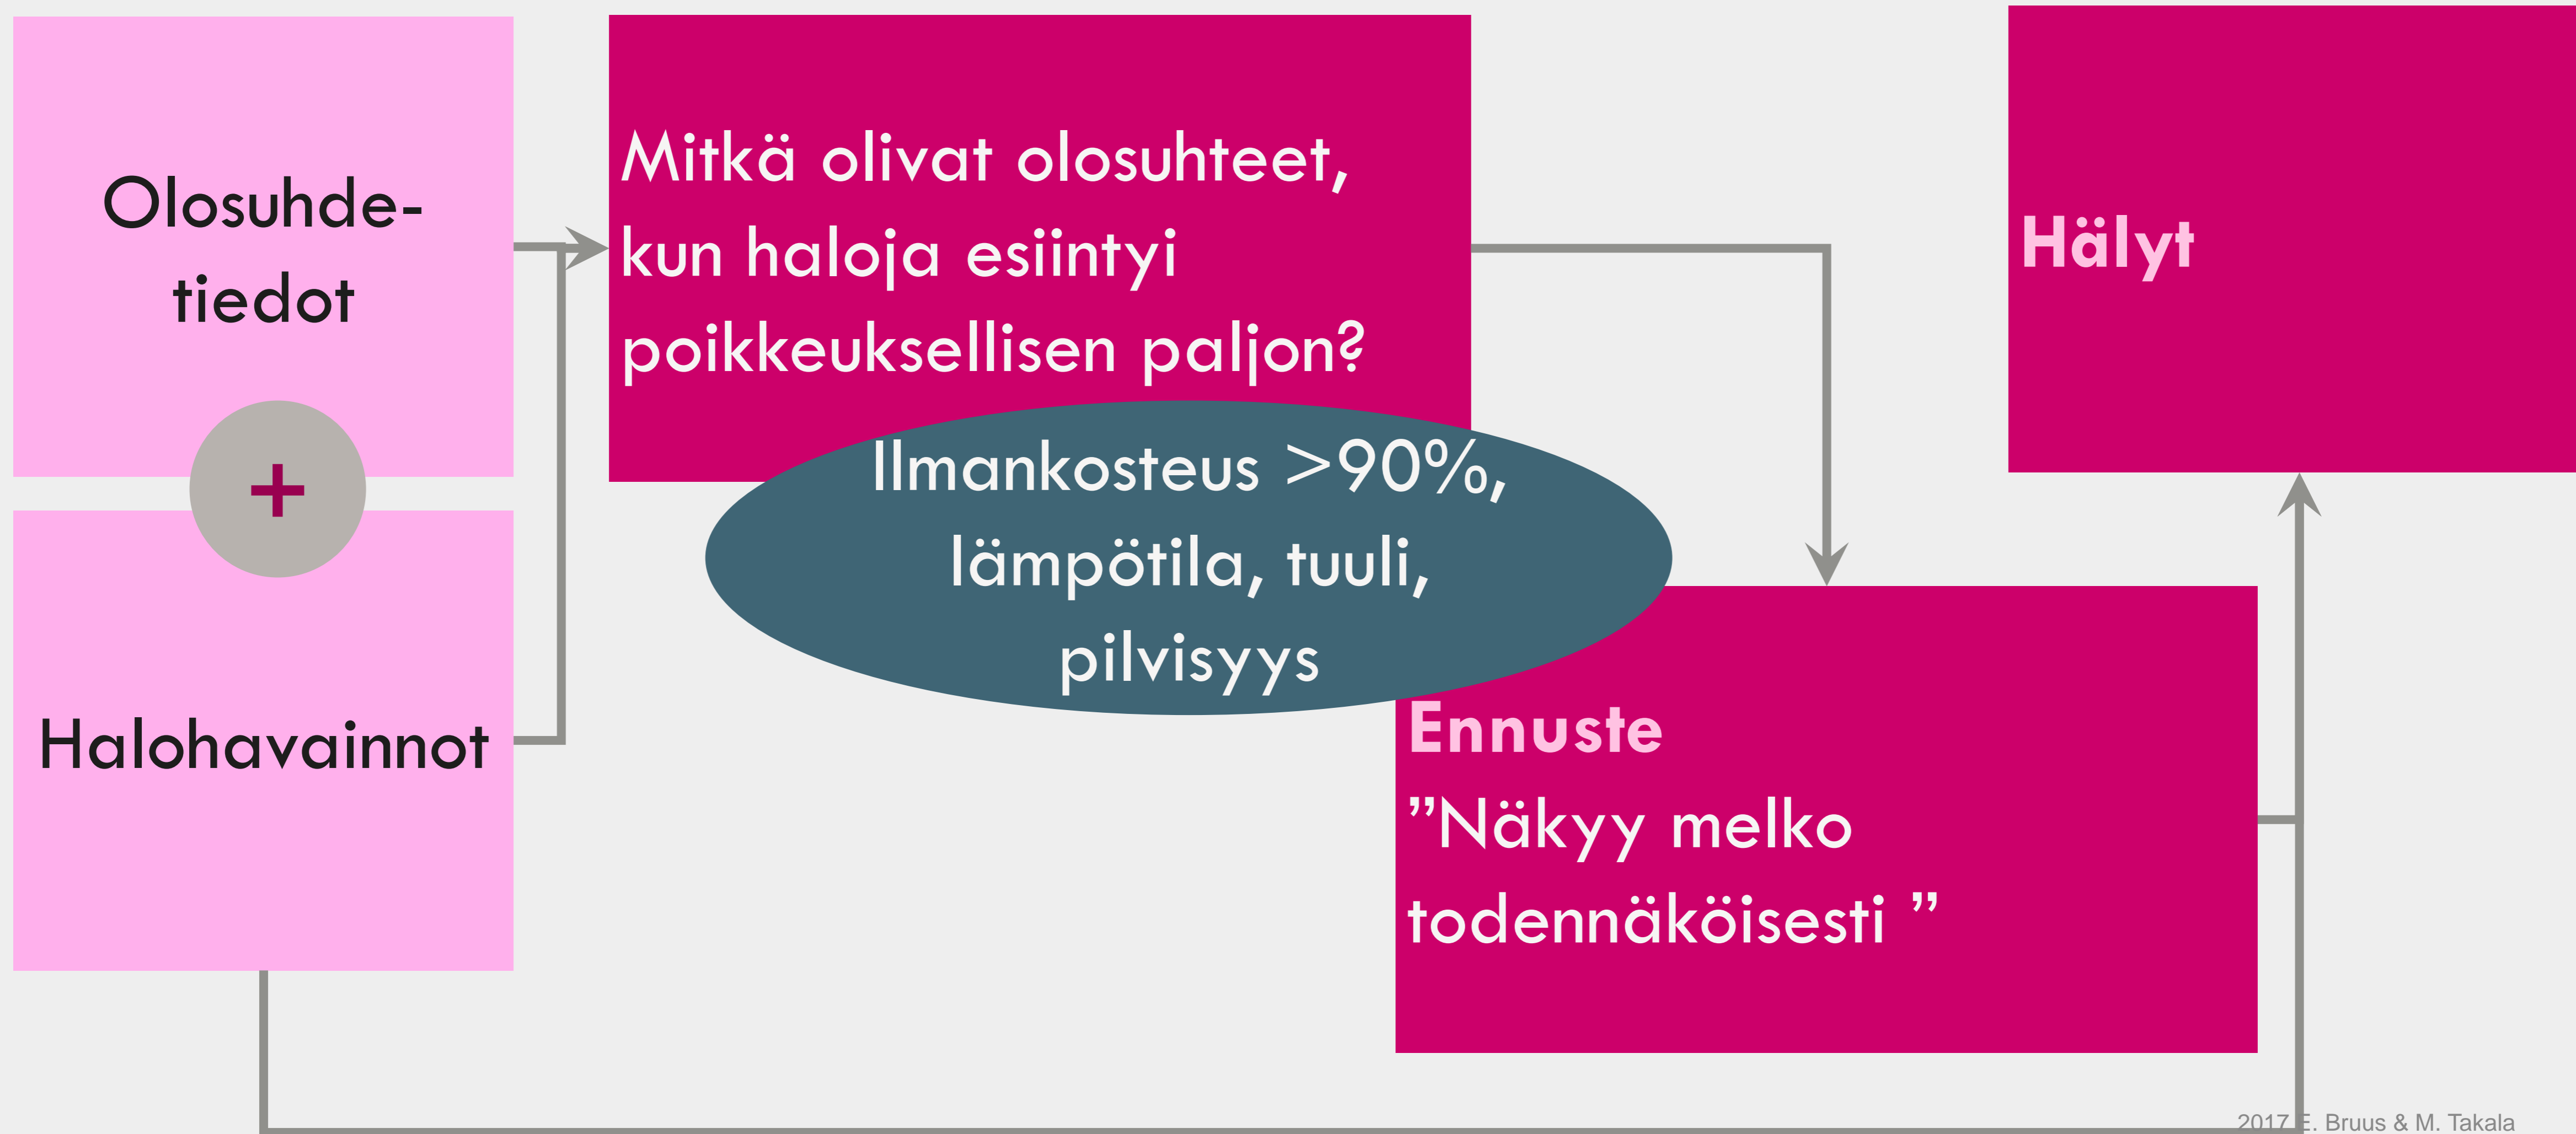 Olosuhde-
tiedot
+
Halohavainnot
Mitkä olivat olosuhteet,
kun haloja esiintyi
poikkeuksellisen paljon?
Ilmankosteus >90%,
lämpötila, tuuli,
pilvisyys
Ennuste
”Näkyy melko
todennäköisesti ”
Hälyt
2017 E. Bruus & M. Takala